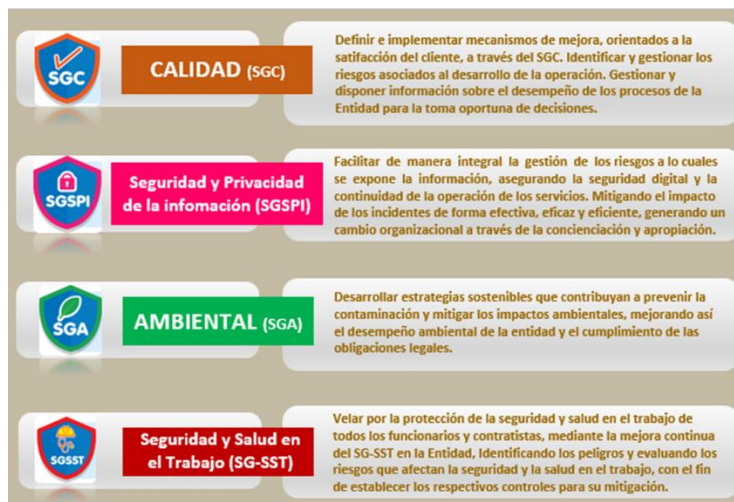 SGC
CALIDAD (SGC)
Definir e implementar mecanismos de mejora, orientados a la
satifacción del cliente, a través del SGC. Identificar y gestionar los
riesgos asociados al desarrollo de la operación. Gestionar y
disponer información sobre el desempeño de los procesos de la
Entidad para la toma oportuna de decisiones.
SGSPI
Seguridad y Privacidad
de la infomación (SGSPI)
Facilitar de manera integral la gestión de los riesgos a lo cuales
se expone la información, asegurando la seguridad digital y la
continuidad de la operación de los servicios. Mitigando el impacto
de los incidentes de forma efectiva, eficaz y eficiente, generando un
cambio organizacional a través de la concienciación y apropiación.
SGA
AMBIENTAL (SGA)
Desarrollar estrategias sostenibles que contribuyan a prevenir la
contaminación y mitigar los impactos ambientales, mejorando así
el desempeño ambiental de la entidad y el cumplimiento de las
obligaciones legales.
SGSST
Seguridad y Salud en
el Trabajo (SG-SST)
Velar por la protección de la seguridad y salud en el trabajo de
todos los funcionarios y contratistas, mediante la mejora continua
del SG-SST en la Entidad, Identificando los peligros y evaluando los
riesgos que afectan la seguridad y la salud en el trabajo, con el fin
de establecer los respectivos controles para su mitigación.